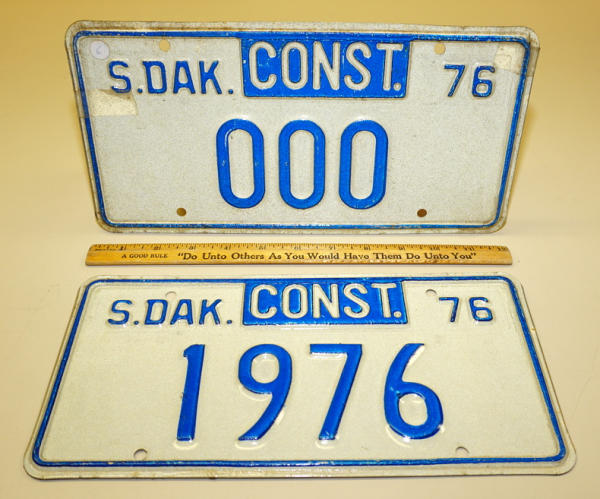 S.DAK. CONST. 76
000
A GOOD RULE "Do Unto Others As You Would Have Them Do Unto You"
S.DAK. CONST. 76
1976